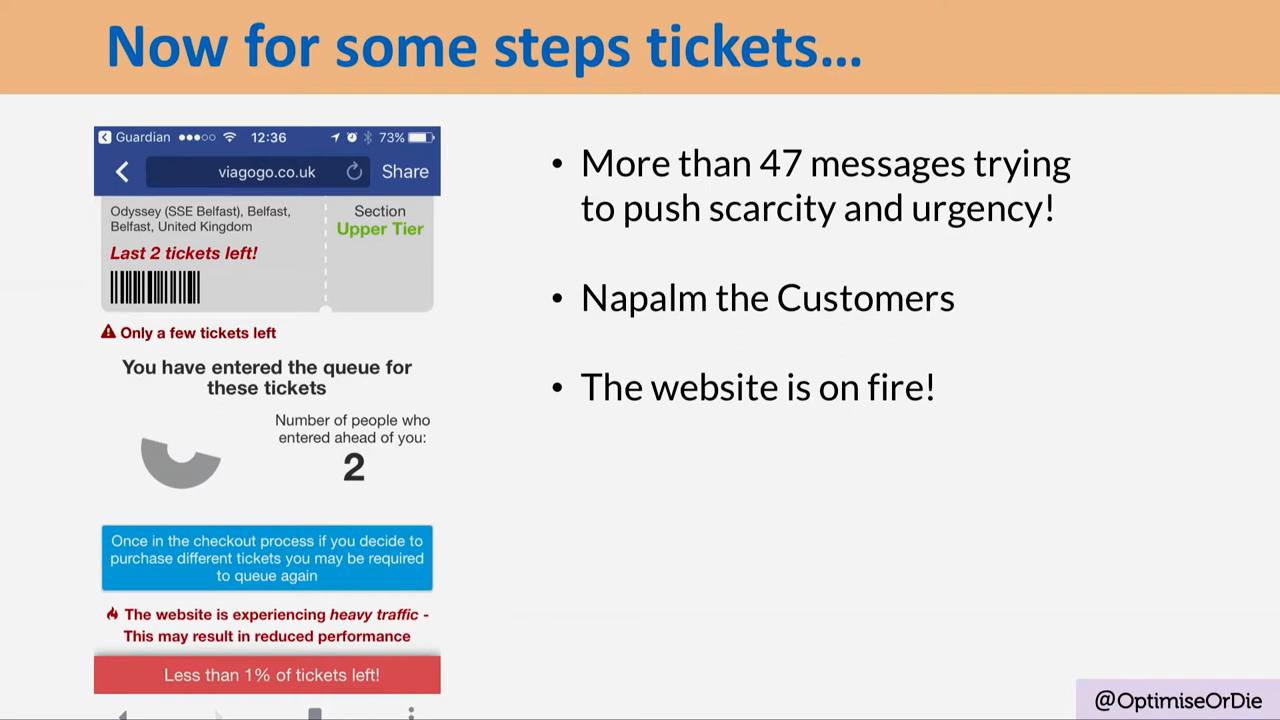 Now for some steps tickets...
Guardian 12:36 73%
viagogo.co.uk Share
Odyssey (SSE Belfast), Belfast,
Belfast, United Kingdom
Last 2 tickets left!
Section
Upper Tier
Only a few tickets left
You have entered the queue for
these tickets
Number of people who
entered ahead of you:
2
Once in the checkout process if you decide to
purchase different tickets you may be required
to queue again
The website is experiencing heavy traffic -
This may result in reduced performance
Less than 1% of tickets left!
• More than 47 messages trying
to push scarcity and urgency!
• Napalm the Customers
• The website is on fire!
@OptimiseOrDie